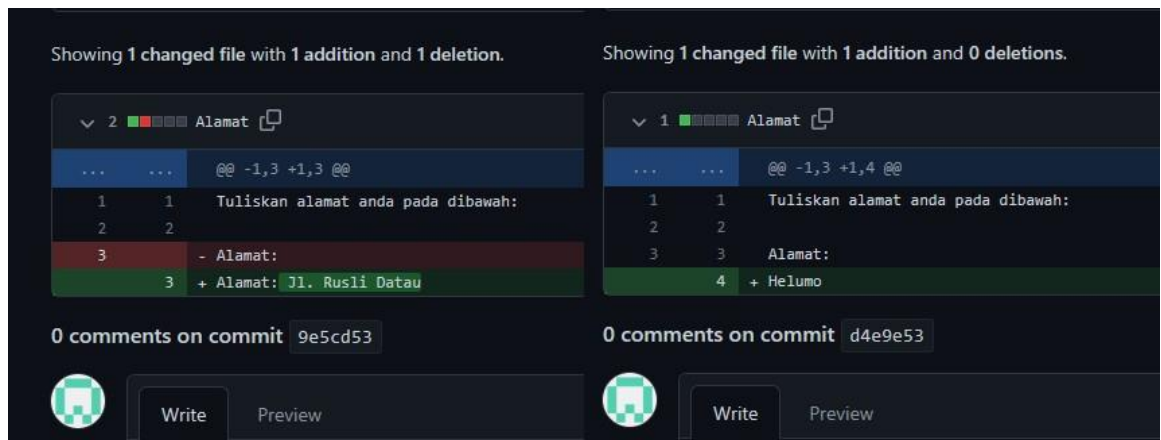 Showing 1 changed file with 1 addition and 1 deletion.
2 Alamat
... ... @@ -1,3 +1,3 @@
1 1 Tuliskan alamat anda pada dibawah:
2 2
3 - Alamat:
3 + Alamat: Jl. Rusli Datau
0 comments on commit 9e5cd53
Write Preview
Showing 1 changed file with 1 addition and 0 deletions.
1 Alamat
... ... @@ -1,3 +1,4 @@
1 1 Tuliskan alamat anda pada dibawah:
2 2
3 3 Alamat:
4 + Helumo
0 comments on commit d4e9e53
Write Preview